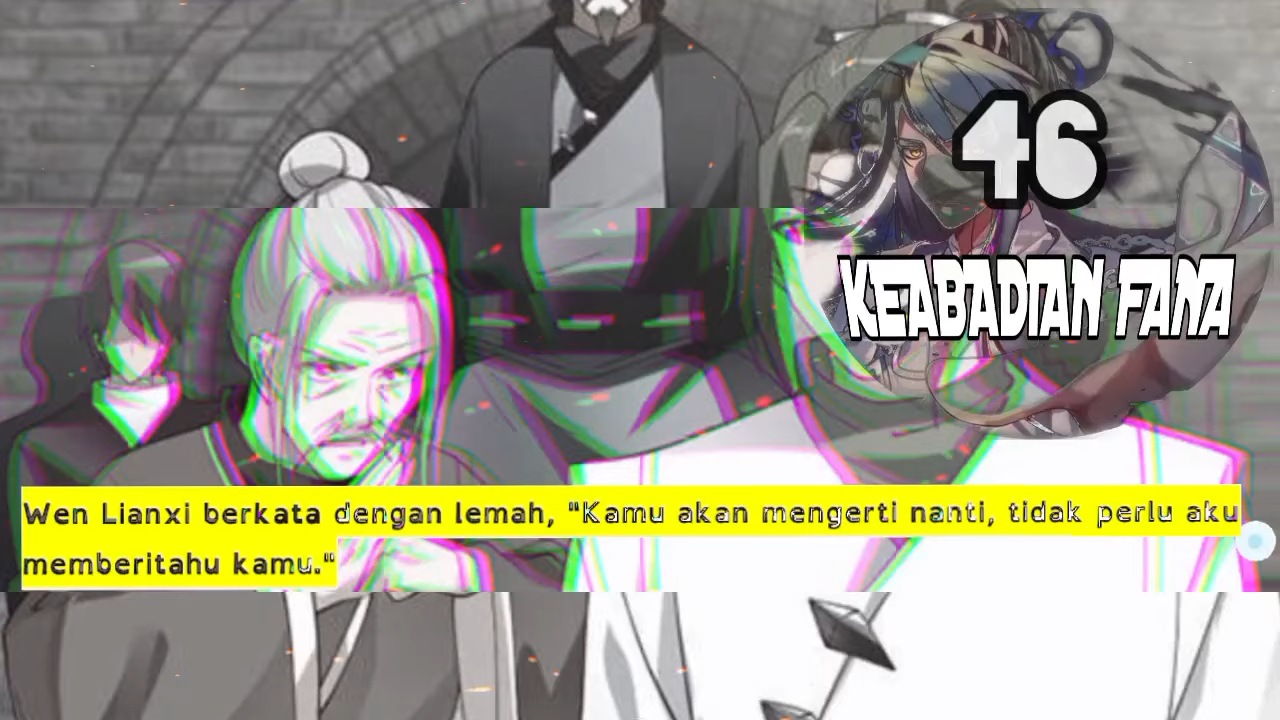 46
KEABADIAN FANA
Wen Lianxi berkata dengan lemah, "Kamu akan mengerti nanti, tidak perlu aku
memberitahu kamu."